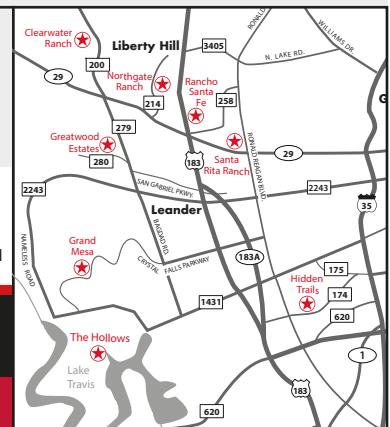 Clearwater
Ranch
Liberty Hill
RONALD
WILLIAMS DR.
3405
N. LAKE RD.
200
29
Northgate
Ranch
Rancho
Santa
Fe
214
258
G
279
Greatwood
Estates
280
183
Santa
Rita Ranch
RONALD REAGAN BLVD.
29
SAN GABRIEL PKWY.
2243
2243
35
Leander
NAMELESS ROAD
BAGDAD RD.
Grand
Mesa
CRYSTAL FALLS PARKWAY
183A
175
Hidden
Trails
174
1431
620
The Hollows
1
Lake
Travis
183
620